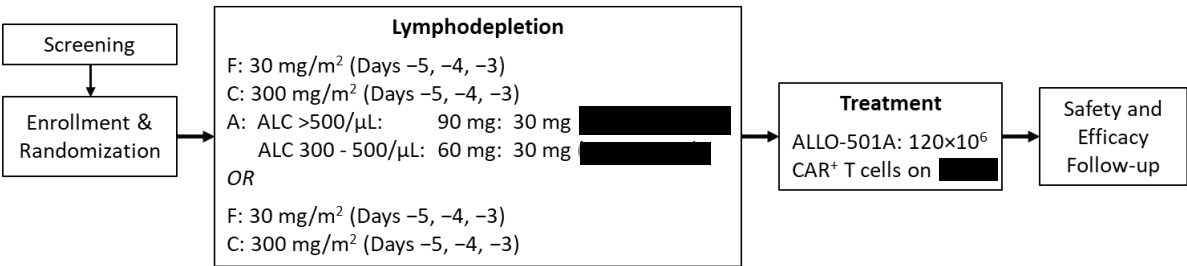 Screening
Enrollment &
Randomization
Lymphodepletion
F: 30 mg/m² (Days −5, −4, −3)
C: 300 mg/m² (Days −5, −4, −3)
A: ALC >500/µL: 90 mg: 30 mg
ALC 300 - 500/µL: 60 mg: 30 mg (
OR
F: 30 mg/m² (Days −5, −4, −3)
C: 300 mg/m² (Days −5, −4, −3)
Treatment
ALLO-501A: 120×10⁶
CAR⁺ T cells on
Safety and
Efficacy
Follow-up